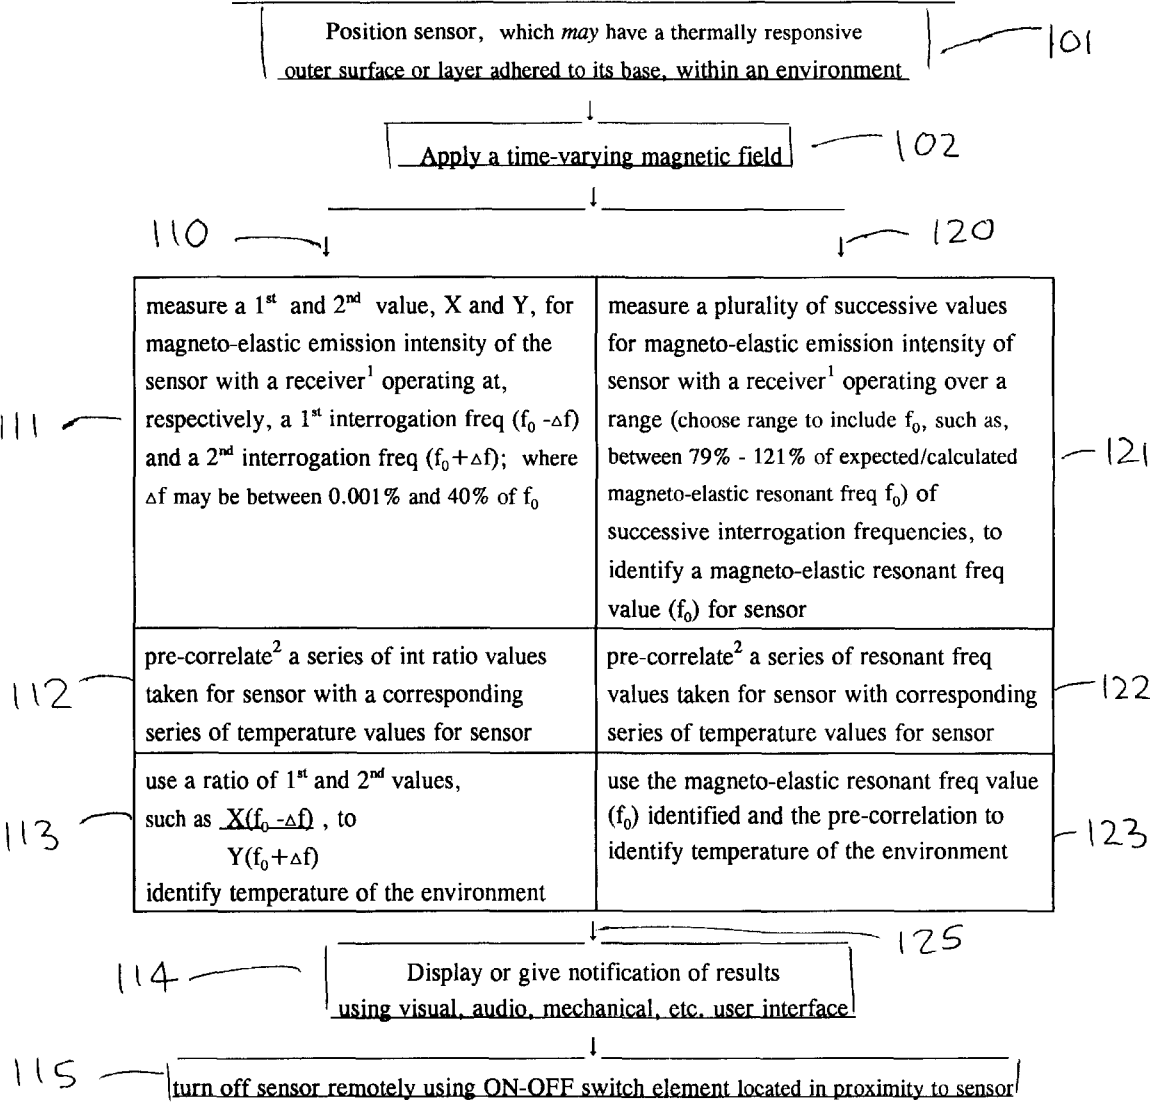 Position sensor, which may have a thermally responsive
outer surface or layer adhered to its base, within an environment
101
↓
Apply a time-varying magnetic field
102
↓
110 ↓
↓ 120
measure a 1st and 2nd value, X and Y, for
magneto-elastic emission intensity of the
sensor with a receiver1 operating at,
respectively, a 1st interrogation freq (f0 -Δf)
and a 2nd interrogation freq (f0+Δf); where
Δf may be between 0.001% and 40% of f0
111
measure a plurality of successive values
for magneto-elastic emission intensity of
sensor with a receiver1 operating over a
range (choose range to include f0, such as,
between 79% - 121% of expected/calculated
magneto-elastic resonant freq f0) of
successive interrogation frequencies, to
identify a magneto-elastic resonant freq
value (f0) for sensor
121
pre-correlate2 a series of int ratio values
taken for sensor with a corresponding
series of temperature values for sensor
112
pre-correlate2 a series of resonant freq
values taken for sensor with corresponding
series of temperature values for sensor
122
use a ratio of 1st and 2nd values,
such as X(f0 -Δf) , to
Y(f0+Δf)
identify temperature of the environment
113
use the magneto-elastic resonant freq value
(f0) identified and the pre-correlation to
identify temperature of the environment
123
↓ 125
Display or give notification of results
using visual, audio, mechanical, etc. user interface
114
↓
turn off sensor remotely using ON-OFF switch element located in proximity to sensor
115